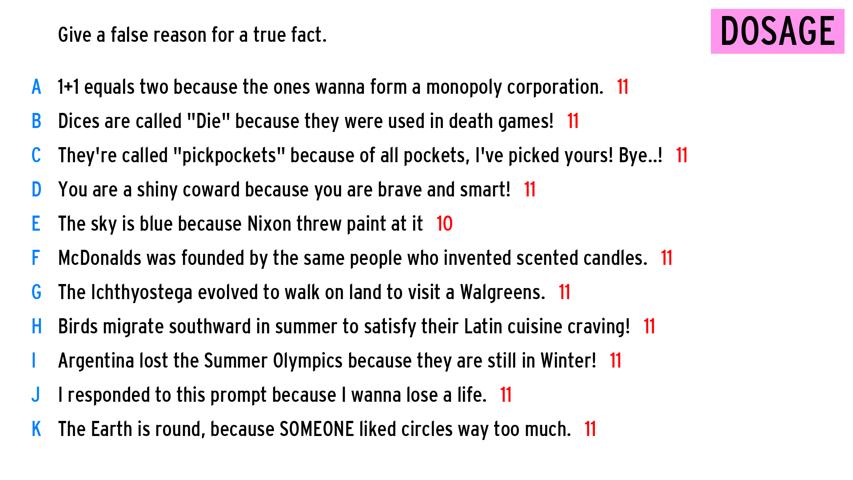 Give a false reason for a true fact.
DOSAGE
A 1+1 equals two because the ones wanna form a monopoly corporation. 11
B Dices are called "Die" because they were used in death games! 11
C They're called "pickpockets" because of all pockets, I've picked yours! Bye..! 11
D You are a shiny coward because you are brave and smart! 11
E The sky is blue because Nixon threw paint at it 10
F McDonalds was founded by the same people who invented scented candles. 11
G The Ichthyostega evolved to walk on land to visit a Walgreens. 11
H Birds migrate southward in summer to satisfy their Latin cuisine craving! 11
I Argentina lost the Summer Olympics because they are still in Winter! 11
J I responded to this prompt because I wanna lose a life. 11
K The Earth is round, because SOMEONE liked circles way too much. 11